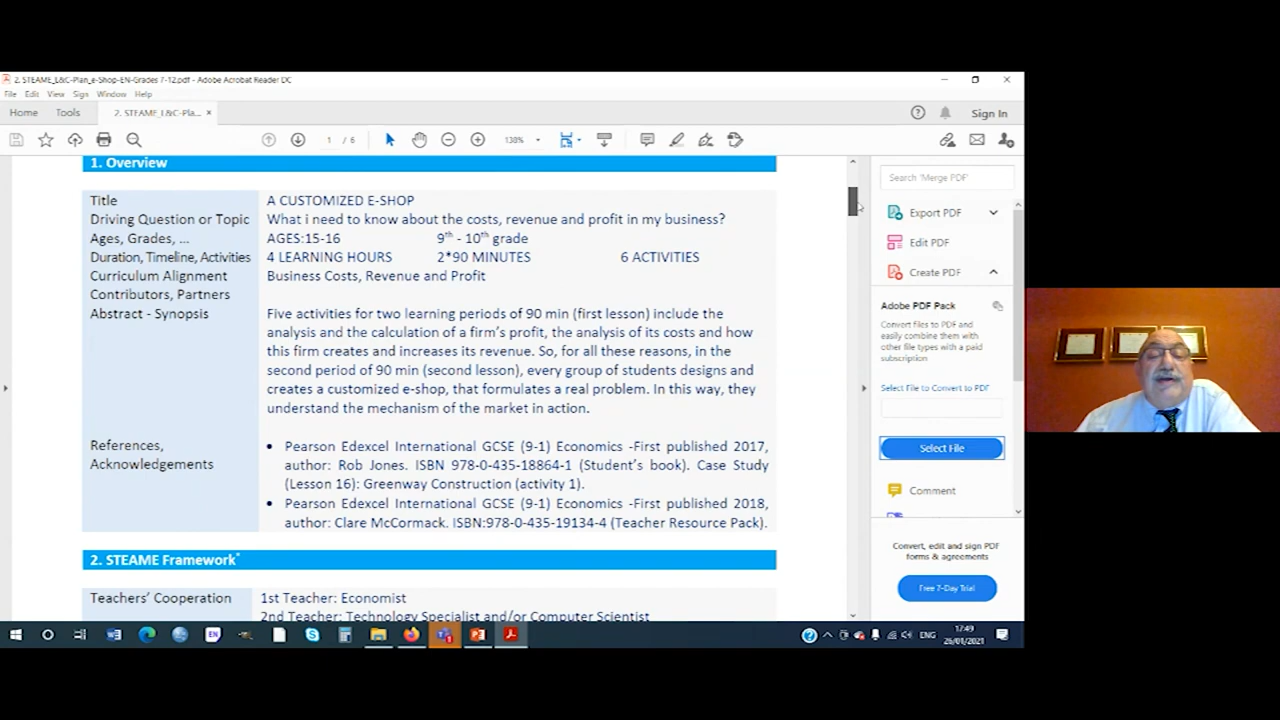 2. STEAME_L&C-Plan_e-Shop-EN-Grades 7-12.pdf - Adobe Acrobat Reader DC
File Edit View Sign Window Help
Home Tools 2. STEAME_L&C-Pla... × Sign In
1 / 6 138%
1. Overview
Title A CUSTOMIZED E-SHOP
Driving Question or Topic What i need to know about the costs, revenue and profit in my business?
Ages, Grades, ... AGES:15-16 9th - 10th grade
Duration, Timeline, Activities 4 LEARNING HOURS 2*90 MINUTES 6 ACTIVITIES
Curriculum Alignment Business Costs, Revenue and Profit
Contributors, Partners
Abstract - Synopsis Five activities for two learning periods of 90 min (first lesson) include the
analysis and the calculation of a firm's profit, the analysis of its costs and how
this firm creates and increases its revenue. So, for all these reasons, in the
second period of 90 min (second lesson), every group of students designs and
creates a customized e-shop, that formulates a real problem. In this way, they
understand the mechanism of the market in action.
References, • Pearson Edexcel International GCSE (9-1) Economics -First published 2017,
Acknowledgements author: Rob Jones. ISBN 978-0-435-18864-1 (Student's book). Case Study
(Lesson 16): Greenway Construction (activity 1).
• Pearson Edexcel International GCSE (9-1) Economics -First published 2018,
author: Clare McCormack. ISBN:978-0-435-19134-4 (Teacher Resource Pack).
2. STEAME Framework*
Teachers' Cooperation 1st Teacher: Economist
2nd Teacher: Technology Specialist and/or Computer Scientist
Search 'Merge PDF'
Export PDF
Edit PDF
Create PDF
Adobe PDF Pack
Convert files to PDF and
easily combine them with
other file types with a paid
subscription
Select File to Convert to PDF
Select File
Comment
Convert, edit and sign PDF
forms & agreements
Free 7-Day Trial
EN
ENG
17:49
26/01/2021